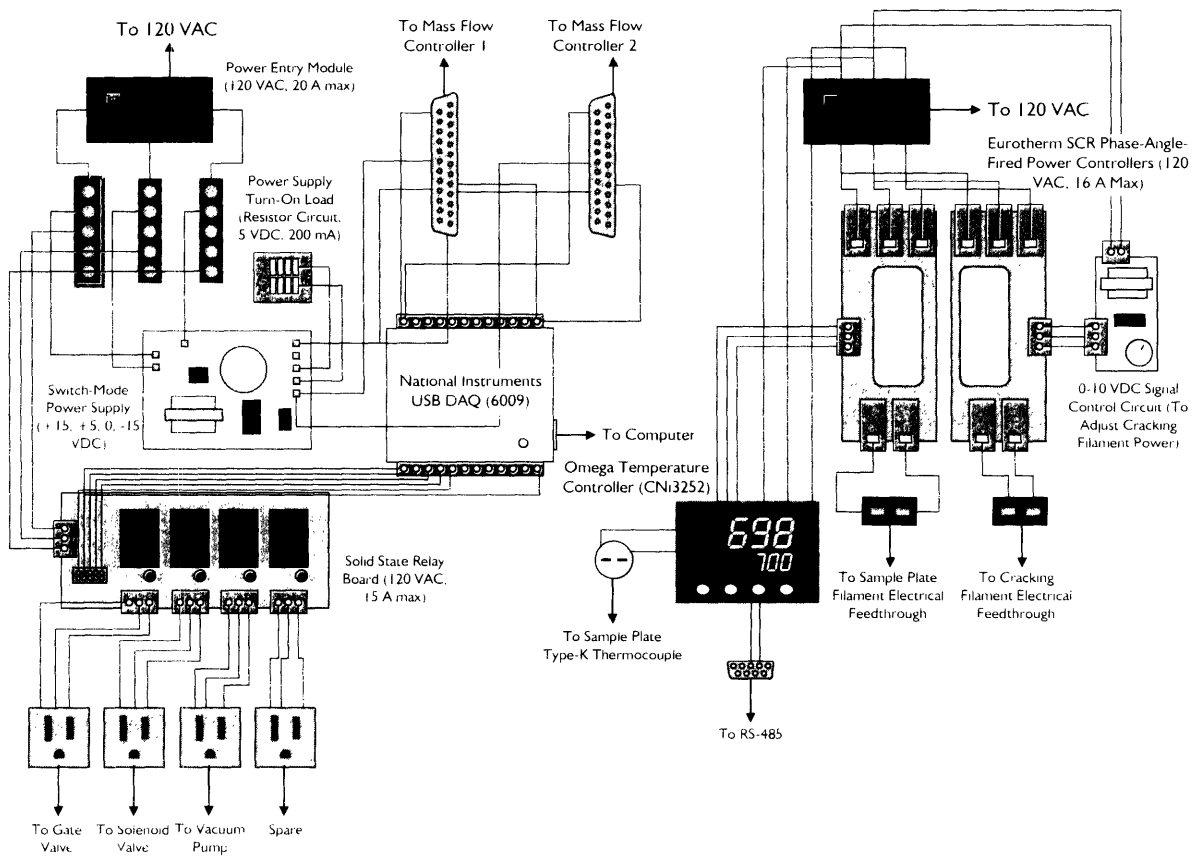 To 120 VAC
Power Entry Module
(120 VAC, 20 A max)
To Mass Flow
Controller 1
To Mass Flow
Controller 2
To 120 VAC
Eurotherm SCR Phase-Angle-
Fired Power Controllers (120
VAC, 16 A Max)
Power Supply
Turn-On Load
(Resistor Circuit,
5 VDC, 200 mA)
Switch-Mode
Power Supply
(+15, +5, 0, -15
VDC)
National Instruments
USB DAQ (6009)
To Computer
0-10 VDC Signal
Control Circuit (To
Adjust Cracking
Filament Power)
Omega Temperature
Controller (CNi3252)
698
700
Solid State Relay
Board (120 VAC,
15 A max)
To Sample Plate
Type-K Thermocouple
To Sample Plate
Filament Electrical
Feedthrough
To Cracking
Filament Electrical
Feedthrough
To RS-485
To Gate
Valve
To Solenoid
Valve
To Vacuum
Pump
Spare